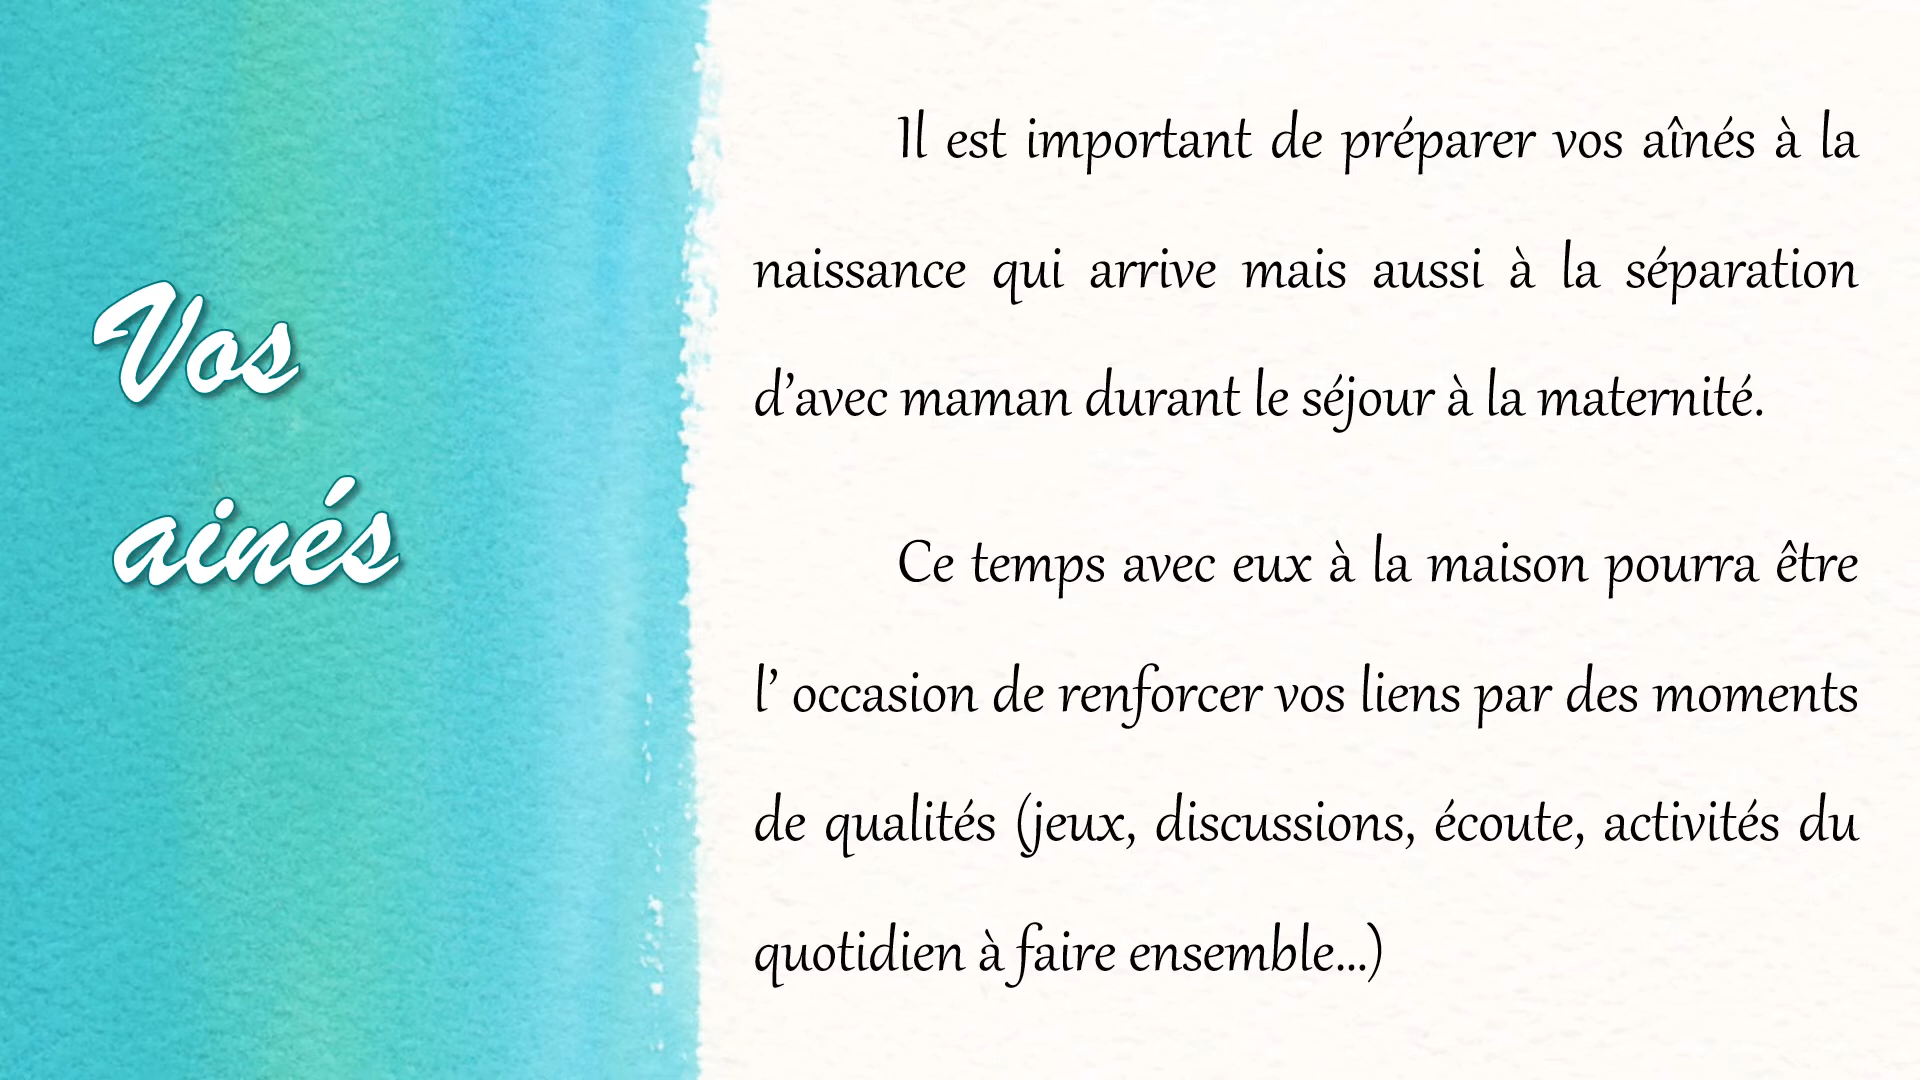 Vos
ainés
Il est important de préparer vos aînés à la
naissance qui arrive mais aussi à la séparation
d’avec maman durant le séjour à la maternité.
Ce temps avec eux à la maison pourra être
l’ occasion de renforcer vos liens par des moments
de qualités (jeux, discussions, écoute, activités du
quotidien à faire ensemble…)